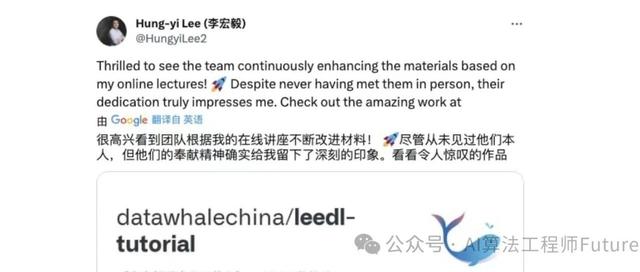 Hung-yi Lee (李宏毅)
@HungyiLee2
Thrilled to see the team continuously enhancing the materials based on
my online lectures! 🚀 Despite never having met them in person, their
dedication truly impresses me. Check out the amazing work at
由 Google 翻译自 英语
很高兴看到团队根据我的在线讲座不断改进材料! 🚀尽管从未见过他们本
人,但他们的奉献精神确实给我留下了深刻的印象。看看令人惊叹的作品
datawhalechina/leedl-
tutorial
公众号 · AI算法工程师Future